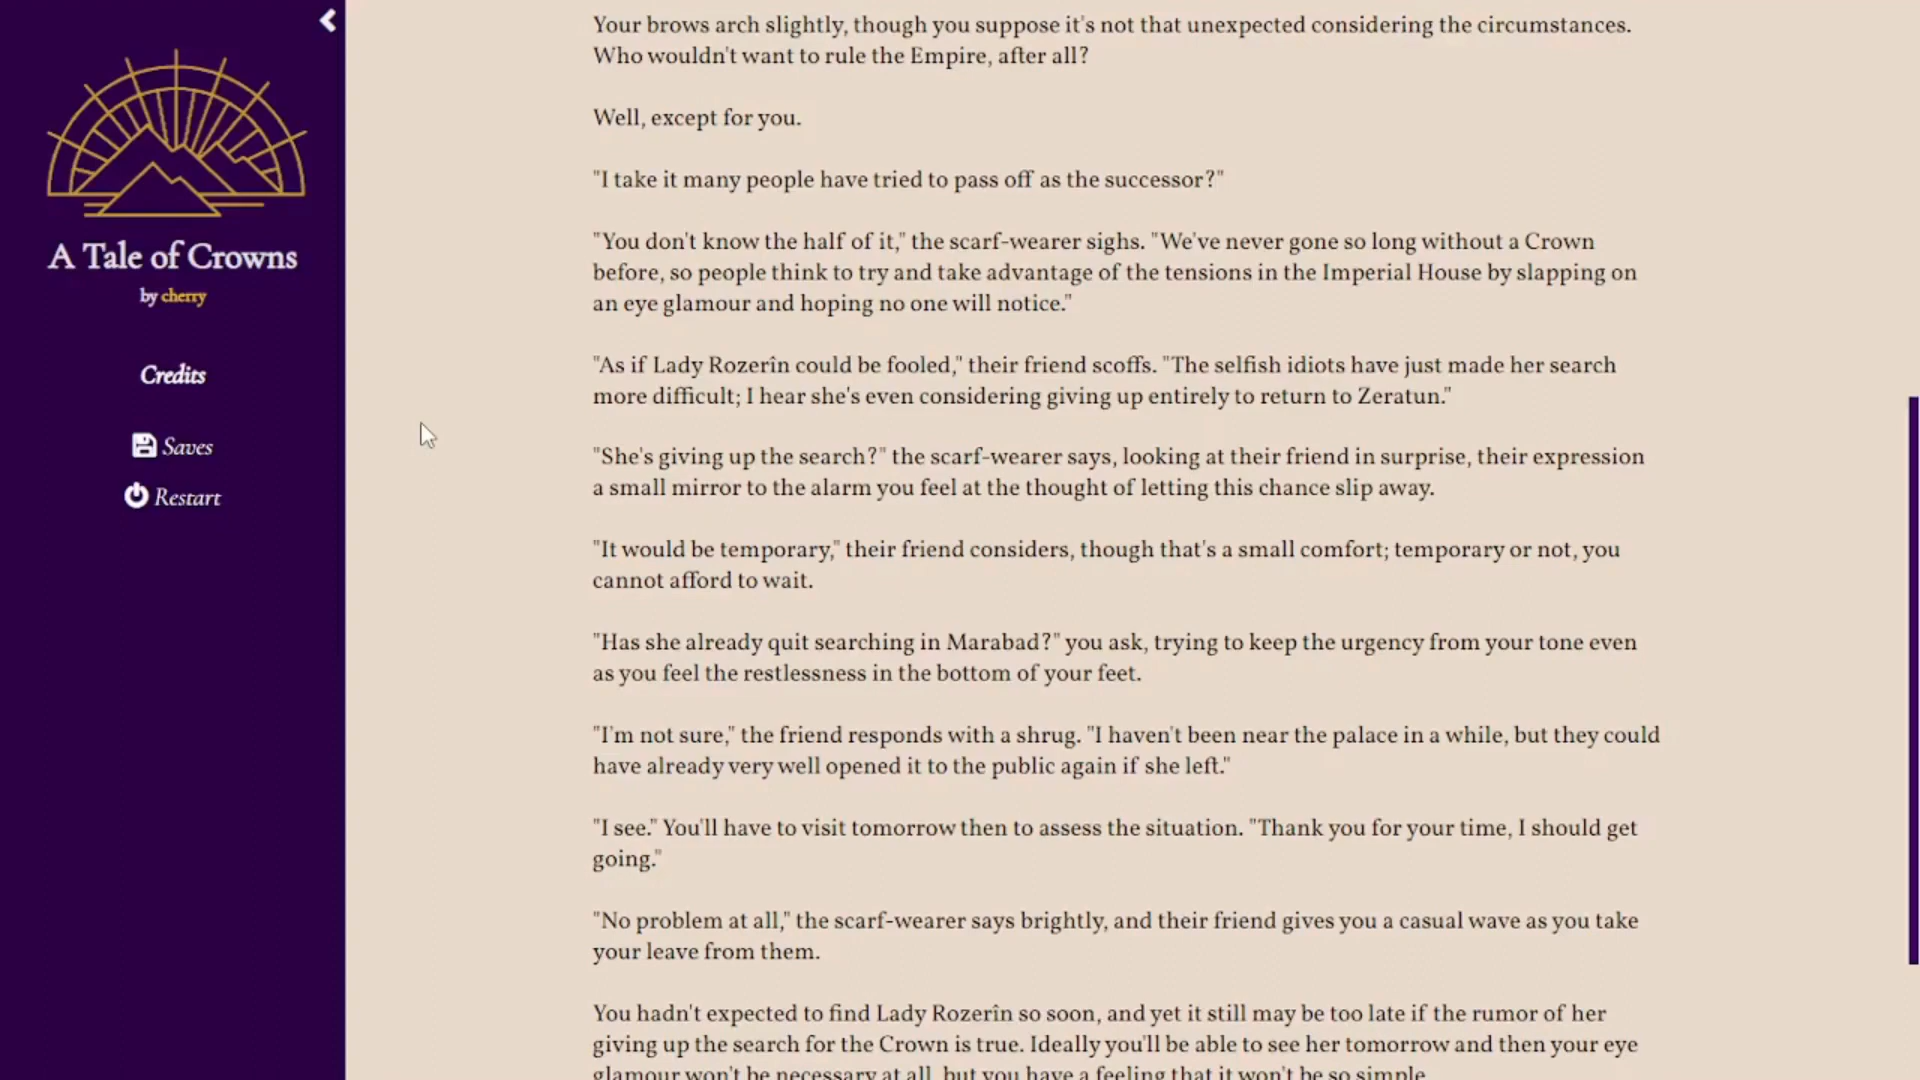 A Tale of Crowns
by cherry
Credits
Saves
Restart
Your brows arch slightly, though you suppose it's not that unexpected considering the circumstances.
Who wouldn't want to rule the Empire, after all?
Well, except for you.
"I take it many people have tried to pass off as the successor?"
"You don't know the half of it," the scarf-wearer sighs. "We've never gone so long without a Crown
before, so people think to try and take advantage of the tensions in the Imperial House by slapping on
an eye glamour and hoping no one will notice."
"As if Lady Rozerîn could be fooled," their friend scoffs. "The selfish idiots have just made her search
more difficult; I hear she's even considering giving up entirely to return to Zeratun."
"She's giving up the search?" the scarf-wearer says, looking at their friend in surprise, their expression
a small mirror to the alarm you feel at the thought of letting this chance slip away.
"It would be temporary," their friend considers, though that's a small comfort; temporary or not, you
cannot afford to wait.
"Has she already quit searching in Marabad?" you ask, trying to keep the urgency from your tone even
as you feel the restlessness in the bottom of your feet.
"I'm not sure," the friend responds with a shrug. "I haven't been near the palace in a while, but they could
have already very well opened it to the public again if she left."
"I see." You'll have to visit tomorrow then to assess the situation. "Thank you for your time, I should get
going."
"No problem at all," the scarf-wearer says brightly, and their friend gives you a casual wave as you take
your leave from them.
You hadn't expected to find Lady Rozerîn so soon, and yet it still may be too late if the rumor of her
giving up the search for the Crown is true. Ideally you'll be able to see her tomorrow and then your eye
glamour won't be necessary at all, but you have a feeling that it won't be so simple.